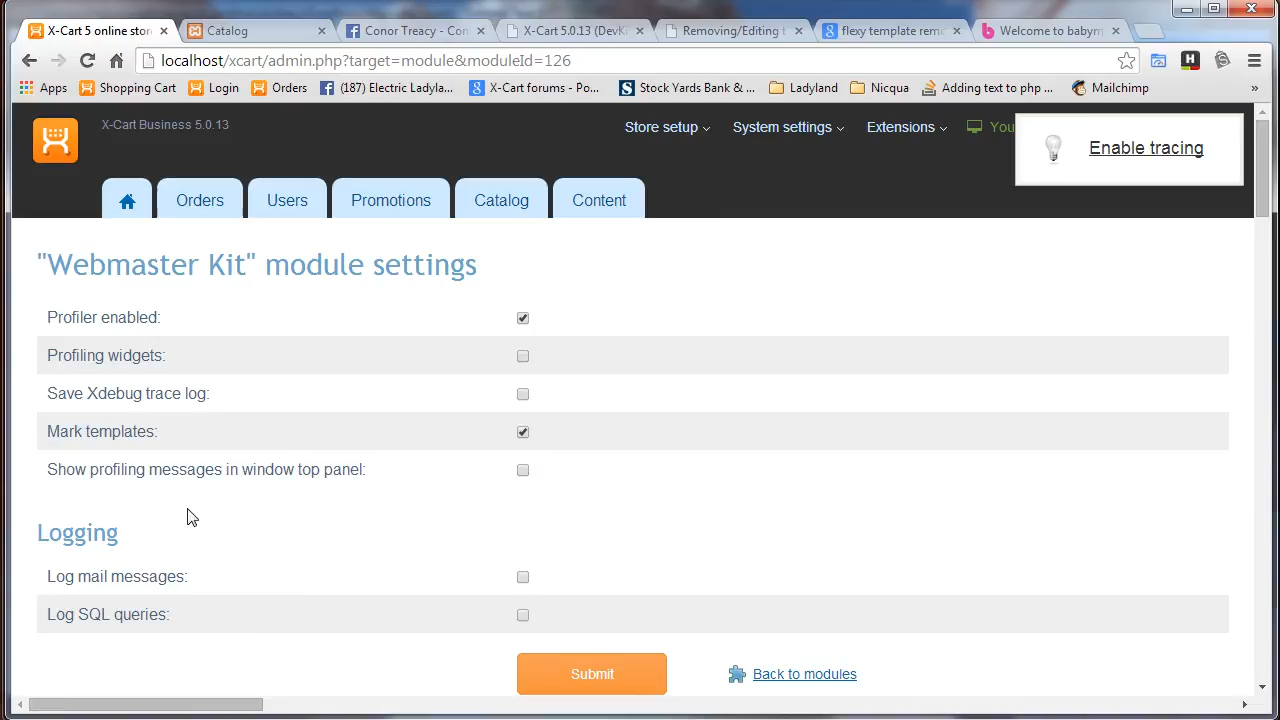 X-Cart 5 online stor
Catalog
Conor Treacy - Con
X-Cart 5.0.13 (DevK
Removing/Editing t
flexy template remo
Welcome to babym
localhost/xcart/admin.php?target=module&moduleId=126
Apps
Shopping Cart
Login
Orders
(187) Electric Ladyla...
X-Cart forums - Po...
Stock Yards Bank & ...
Ladyland
Nicqua
Adding text to php ...
Mailchimp
»
X-Cart Business 5.0.13
Store setup
System settings
Extensions
You
Enable tracing
Orders
Users
Promotions
Catalog
Content
"Webmaster Kit" module settings
Profiler enabled:
Profiling widgets:
Save Xdebug trace log:
Mark templates:
Show profiling messages in window top panel:
Logging
Log mail messages:
Log SQL queries:
Submit
Back to modules